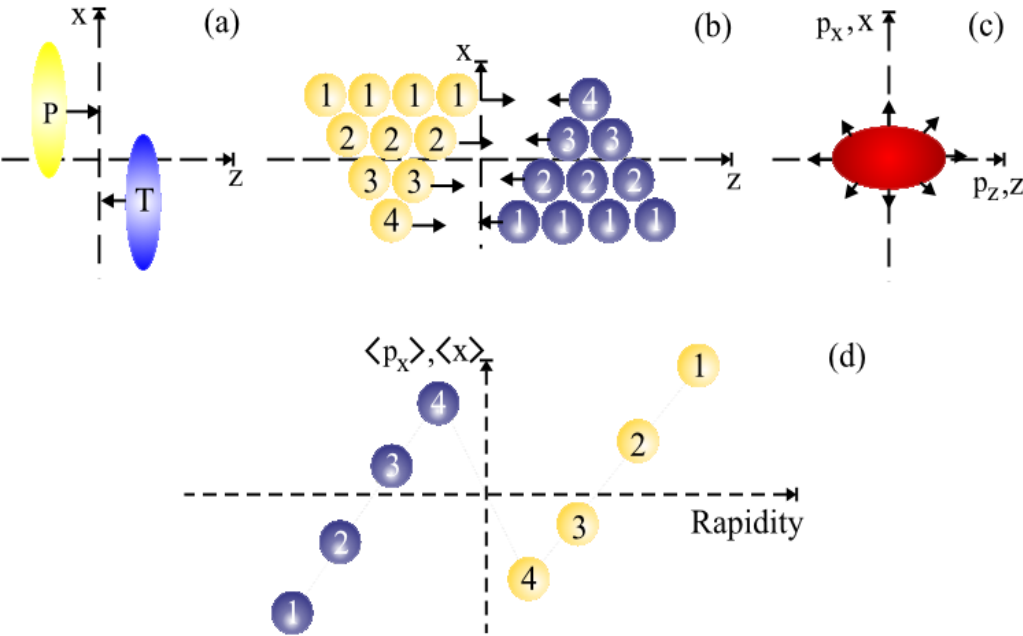 (a)
x
P
T
z
(b)
x
1 1 1 1 4
2 2 2 3 3
z
3 3 2 2 2
4 1 1 1 1
(c)
pₓ,x
p_z,z
(d)
<pₓ>,<x>
1
4
2
3
3
Rapidity
2
4
1